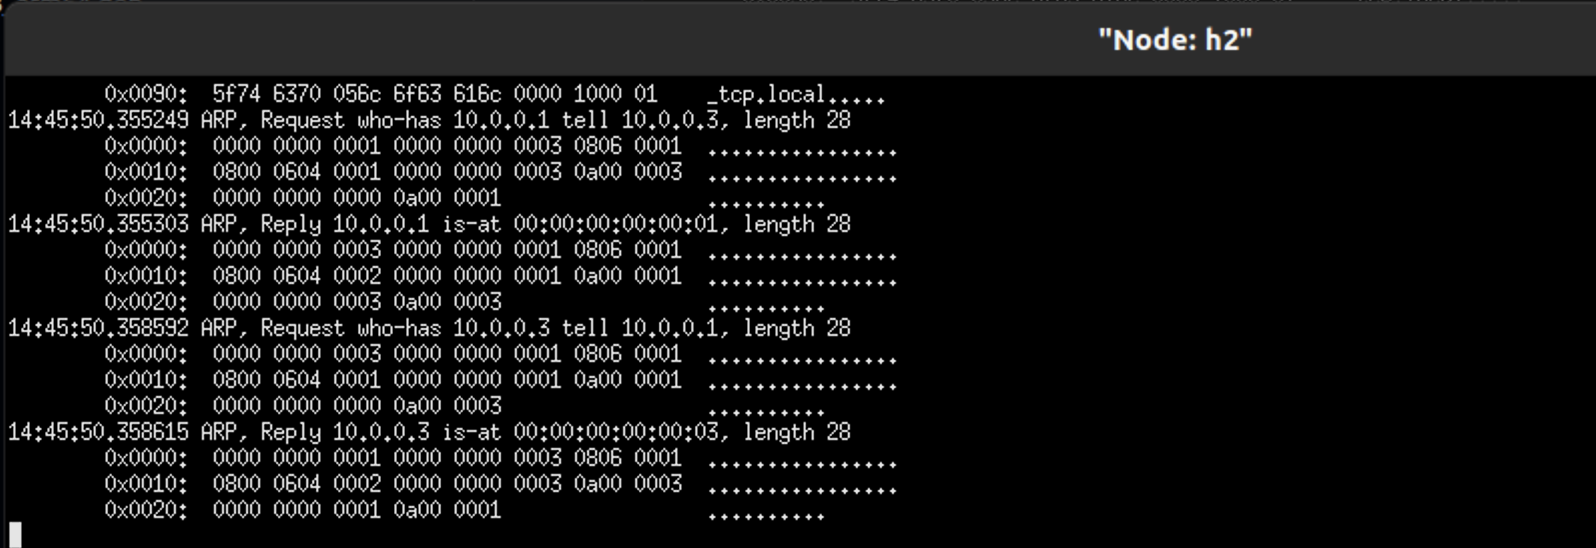 "Node: h2"
0x0090: 5f74 6370 056c 6f63 616c 0000 1000 01 _tcp.local.....
14:45:50.355249 ARP, Request who-has 10.0.0.1 tell 10.0.0.3, length 28
0x0000: 0000 0000 0001 0000 0000 0003 0806 0001 ................
0x0010: 0800 0604 0001 0000 0000 0003 0a00 0003 ................
0x0020: 0000 0000 0000 0a00 0001 ..........
14:45:50.355303 ARP, Reply 10.0.0.1 is-at 00:00:00:00:00:01, length 28
0x0000: 0000 0000 0003 0000 0000 0001 0806 0001 ................
0x0010: 0800 0604 0002 0000 0000 0001 0a00 0001 ................
0x0020: 0000 0000 0003 0a00 0003 ..........
14:45:50.358592 ARP, Request who-has 10.0.0.3 tell 10.0.0.1, length 28
0x0000: 0000 0000 0003 0000 0000 0001 0806 0001 ................
0x0010: 0800 0604 0001 0000 0000 0001 0a00 0001 ................
0x0020: 0000 0000 0000 0a00 0003 ..........
14:45:50.358615 ARP, Reply 10.0.0.3 is-at 00:00:00:00:00:03, length 28
0x0000: 0000 0000 0001 0000 0000 0003 0806 0001 ................
0x0010: 0800 0604 0002 0000 0000 0003 0a00 0003 ................
0x0020: 0000 0000 0001 0a00 0001 ..........